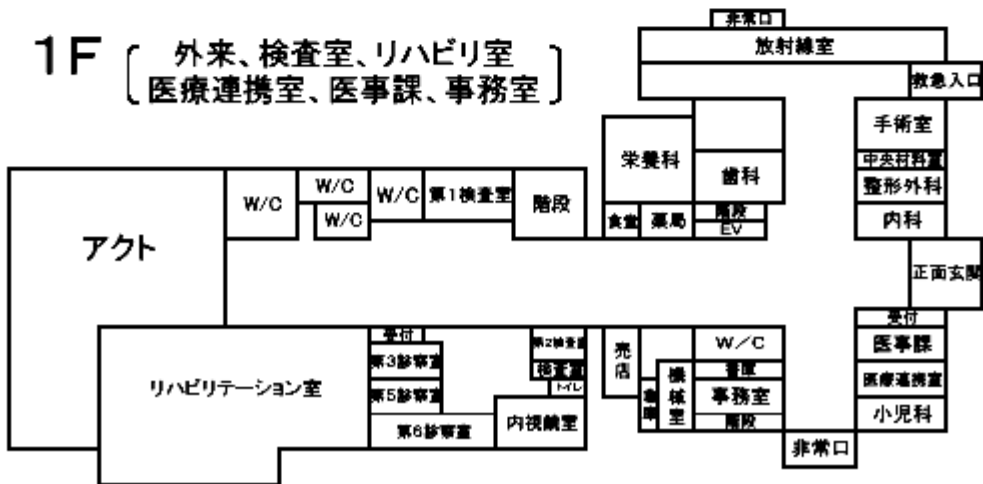 1F
外来、検査室、リハビリ室
医療連携室、医事課、事務室
非常口
放射線室
救急入口
手術室
中央材料室
整形外科
内科
正面玄関
栄養科
歯科
食堂
薬局
階段
EV
アクト
W/C
W/C
W/C
W/C
第1検査室
階段
リハビリテーション室
受付
第3診察室
第5診察室
第6診察室
第2検査室
検査室
トイレ
内視鏡室
売店
機械室
W/C
書庫
事務室
階段
非常口
受付
医事課
医療連携室
小児科